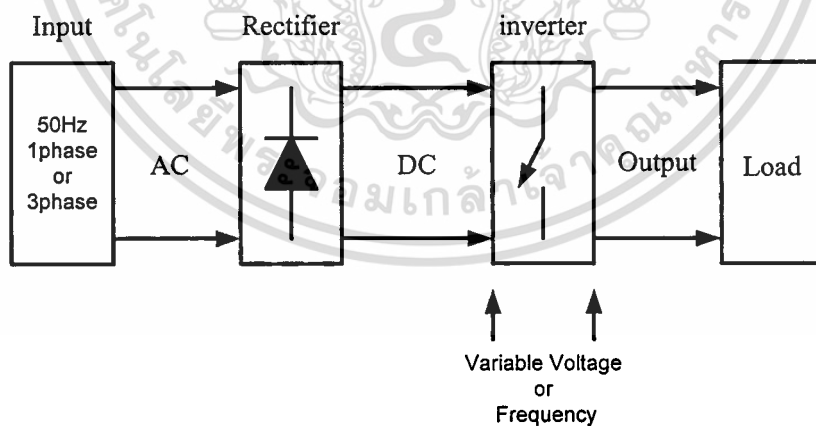 Input
Rectifier
inverter
50Hz
1phase
or
3phase
AC
DC
Output
Load
Variable Voltage
or
Frequency